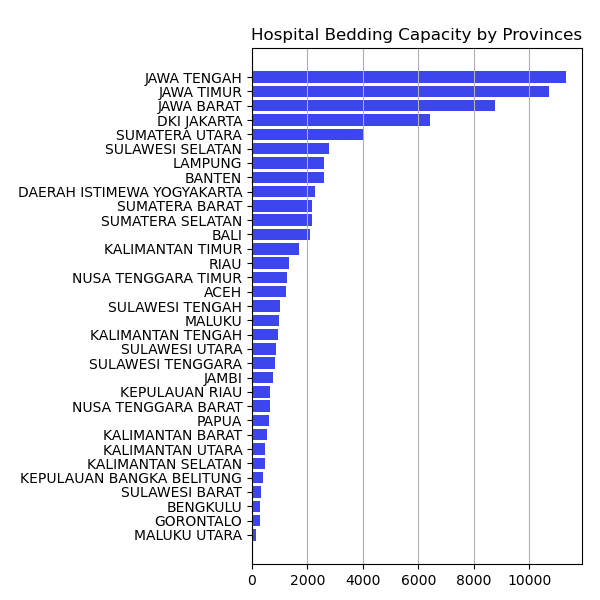 Hospital Bedding Capacity by Provinces
JAWA TENGAH
JAWA TIMUR
JAWA BARAT
DKI JAKARTA
SUMATERA UTARA
SULAWESI SELATAN
LAMPUNG
BANTEN
DAERAH ISTIMEWA YOGYAKARTA
SUMATERA BARAT
SUMATERA SELATAN
BALI
KALIMANTAN TIMUR
RIAU
NUSA TENGGARA TIMUR
ACEH
SULAWESI TENGAH
MALUKU
KALIMANTAN TENGAH
SULAWESI UTARA
SULAWESI TENGGARA
JAMBI
KEPULAUAN RIAU
NUSA TENGGARA BARAT
PAPUA
KALIMANTAN BARAT
KALIMANTAN UTARA
KALIMANTAN SELATAN
KEPULAUAN BANGKA BELITUNG
SULAWESI BARAT
BENGKULU
GORONTALO
MALUKU UTARA
0 2000 4000 6000 8000 10000